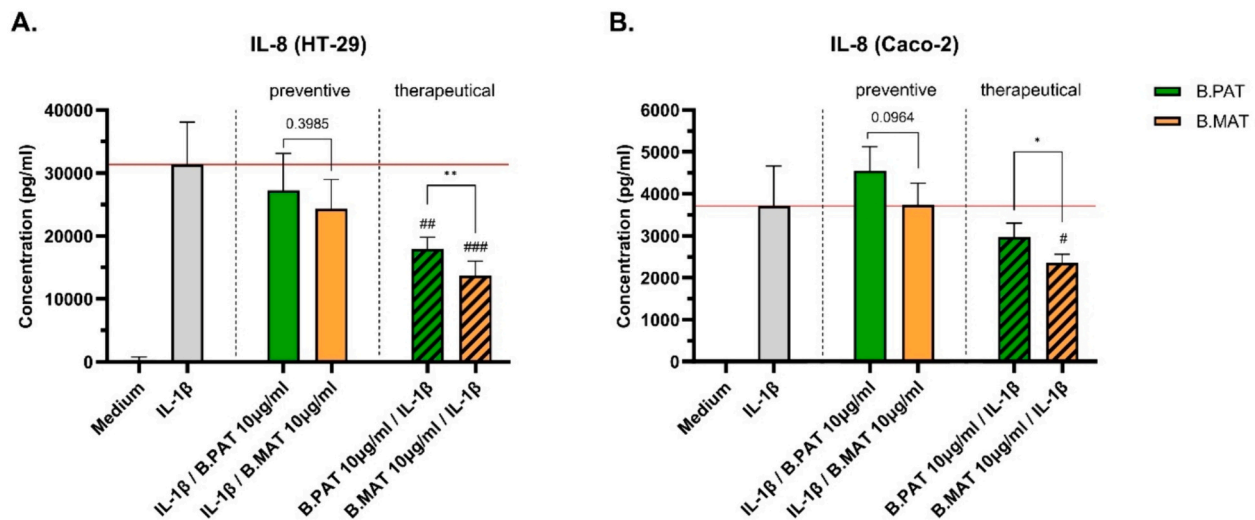 A.
IL-8 (HT-29)
preventive
therapeutical
0.3985
**
##
###
Concentration (pg/ml)
40000
30000
20000
10000
0
Medium
IL-1β
IL-1β / B.PAT 10µg/ml
IL-1β / B.MAT 10µg/ml
B.PAT 10µg/ml / IL-1β
B.MAT 10µg/ml / IL-1β
B.
IL-8 (Caco-2)
preventive
therapeutical
0.0964
*
#
Concentration (pg/ml)
6000
5000
4000
3000
2000
1000
0
Medium
IL-1β
IL-1β / B.PAT 10µg/ml
IL-1β / B.MAT 10µg/ml
B.PAT 10µg/ml / IL-1β
B.MAT 10µg/ml / IL-1β
B.PAT
B.MAT